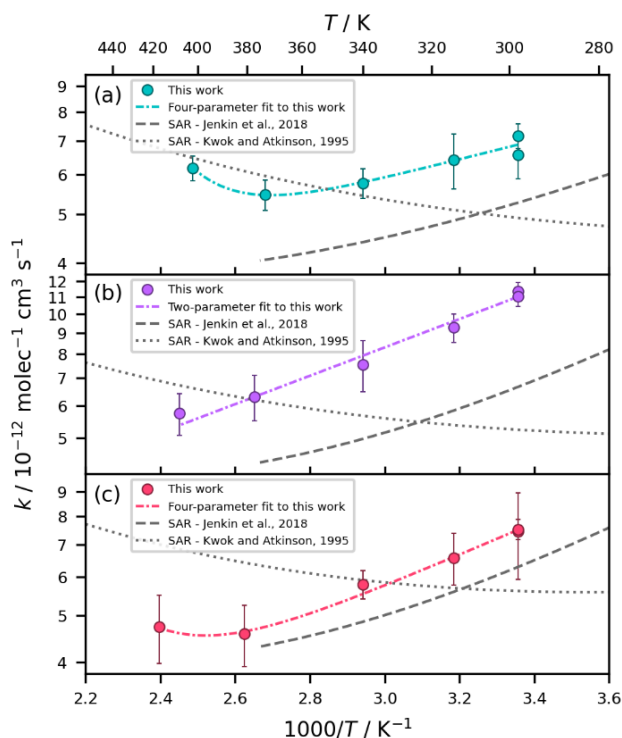 T / K
440 420 400 380 360 340 320 300 280
(a)
This work
Four-parameter fit to this work
SAR - Jenkin et al., 2018
SAR - Kwok and Atkinson, 1995
9
7
6
5
4
(b)
This work
Two-parameter fit to this work
SAR - Jenkin et al., 2018
SAR - Kwok and Atkinson, 1995
12
11
10
8
7
6
5
k / 10⁻¹² molec⁻¹ cm³ s⁻¹
(c)
This work
Four-parameter fit to this work
SAR - Jenkin et al., 2018
SAR - Kwok and Atkinson, 1995
9
8
7
6
5
4
2.2 2.4 2.6 2.8 3.0 3.2 3.4 3.6
1000/T / K⁻¹